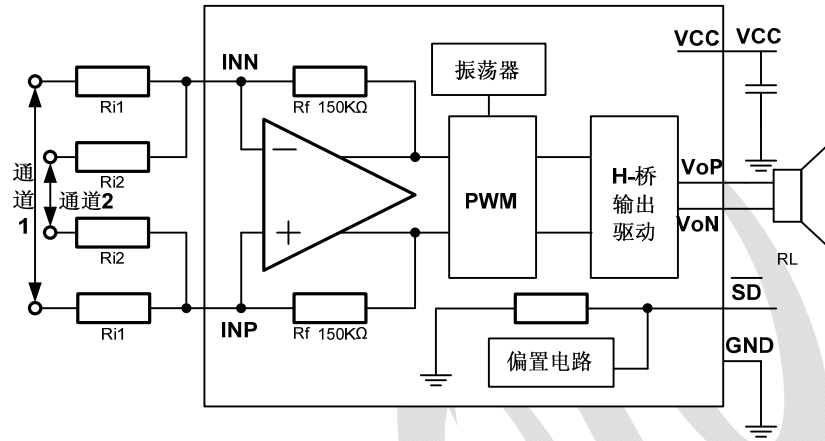 VCC VCC
INN
振荡器
Ri1
Rf 150KΩ
通道1
Ri2
通道2
PWM
H-桥
输出
驱动
VoP
VoN
Ri2
RL
SD
Ri1
INP
Rf 150KΩ
偏置电路
GND